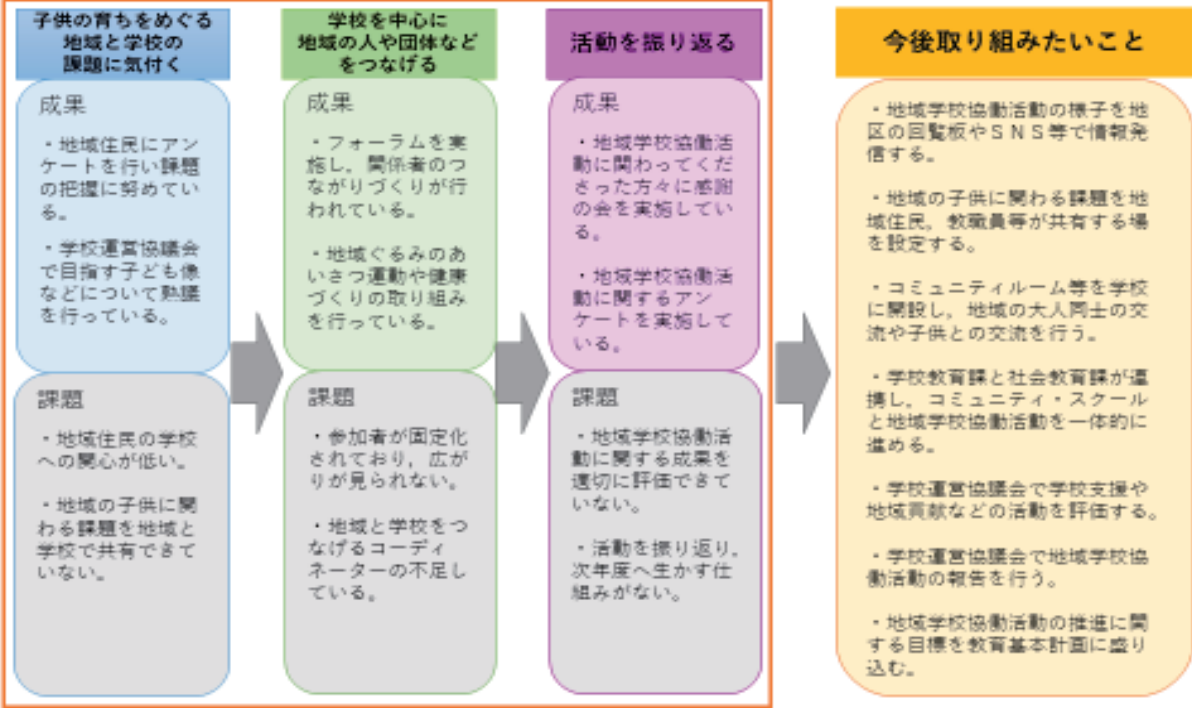 子供の育ちをめぐる
地域と学校の
課題に気付く
成果
・地域住民にアン
ケートを行い課題
の把握に努めてい
る。
・学校運営協議会
で目指す子ども像
などについて熟議
を行っている。
課題
・地域住民の学校
への関心が低い。
・地域の子供に関
わる課題を地域と
学校で共有できて
いない。
学校を中心に
地域の人や団体など
をつなげる
成果
・フォーラムを実
施し，関係者のつ
ながりづくりが行
われている。
・地域ぐるみのあ
いさつ運動や健康
づくりの取り組み
を行っている。
課題
・参加者が固定化
されており，広が
りが見られない。
・地域と学校をつ
なげるコーディ
ネーターの不足し
ている。
活動を振り返る
成果
・地域学校協働活
動に関わってくだ
さった方々に感謝
の会を実施してい
る。
・地域学校協働活
動に関するアン
ケートを実施して
いる。
課題
・地域学校協働活
動に関する成果を
適切に評価できて
いない。
・活動を振り返り，
次年度へ生かす仕
組みがない。
今後取り組みたいこと
・地域学校協働活動の様子を地
区の回覧板やＳＮＳ等で情報発
信する。
・地域の子供に関わる課題を地
域住民，教職員等が共有する場
を設定する。
・コミュニティルーム等を学校
に開設し，地域の大人同士の交
流や子供との交流を行う。
・学校教育課と社会教育課が連
携し，コミュニティ・スクール
と地域学校協働活動を一体的に
進める。
・学校運営協議会で学校支援や
地域貢献などの活動を評価する。
・学校運営協議会で地域学校協
働活動の報告を行う。
・地域学校協働活動の推進に関
する目標を教育基本計画に盛り
込む。